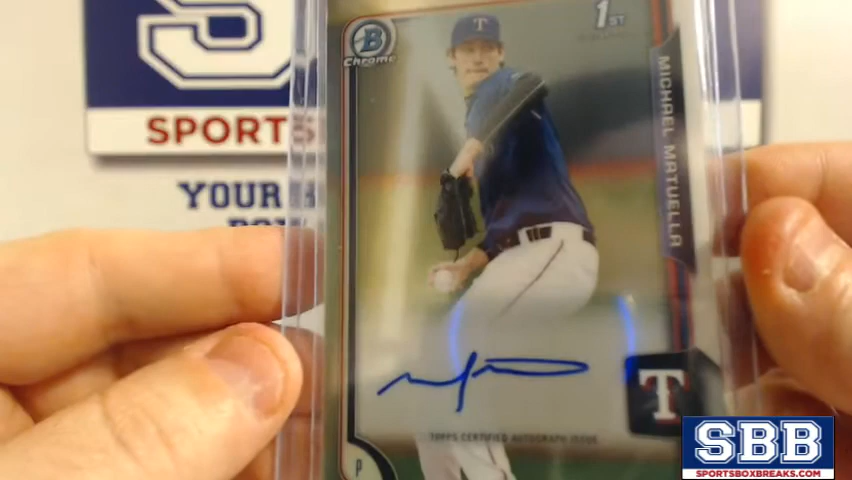 S
SPORTS
YOUR
B
Chrome
T
1ST
MICHAEL MATUELLA
TOPPS CERTIFIED AUTOGRAPH ISSUE
T
P
SBB
SPORTSBOXBREAKS.COM